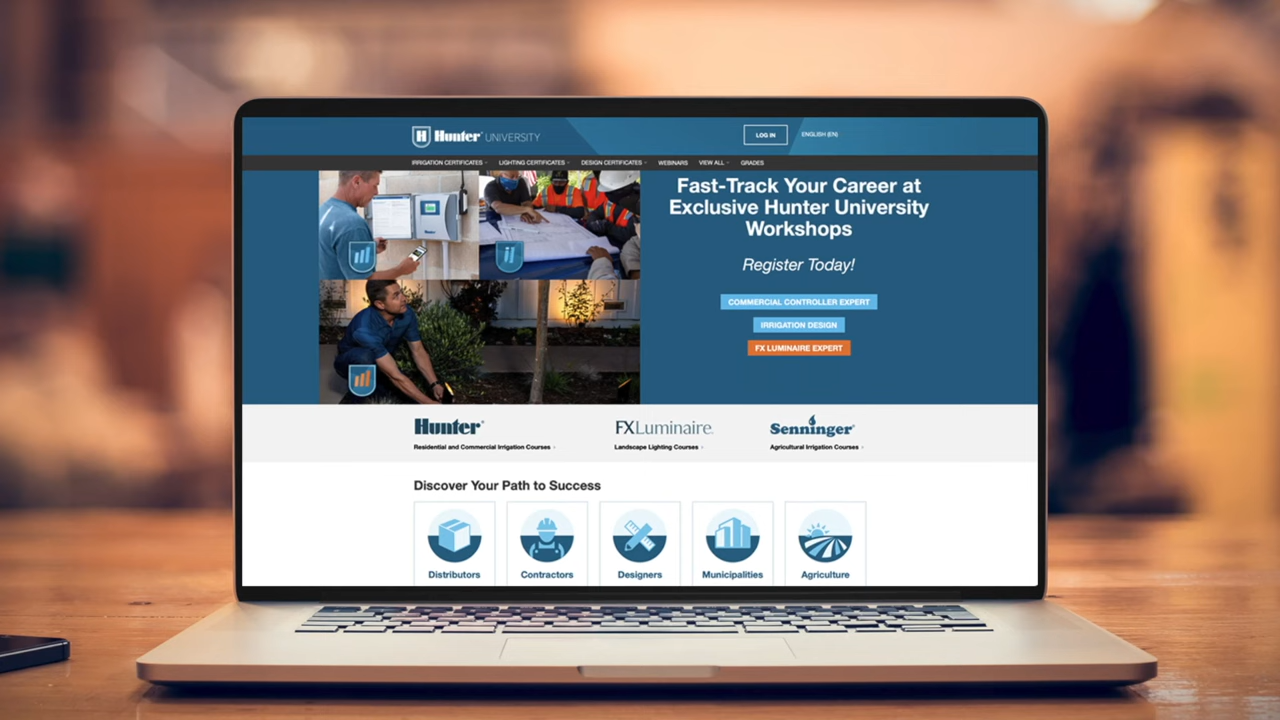 H Hunter® UNIVERSITY
LOG IN
ENGLISH (EN)
IRRIGATION CERTIFICATES
LIGHTING CERTIFICATES
DESIGN CERTIFICATES
WEBINARS
VIEW ALL
GRADES
Fast-Track Your Career at
Exclusive Hunter University
Workshops
Register Today!
COMMERCIAL CONTROLLER EXPERT
IRRIGATION DESIGN
FX LUMINAIRE EXPERT
Hunter®
Residential and Commercial Irrigation Courses ›
FXLuminaire.
Landscape Lighting Courses ›
Senninger®
Agricultural Irrigation Courses ›
Discover Your Path to Success
Distributors
Contractors
Designers
Municipalities
Agriculture